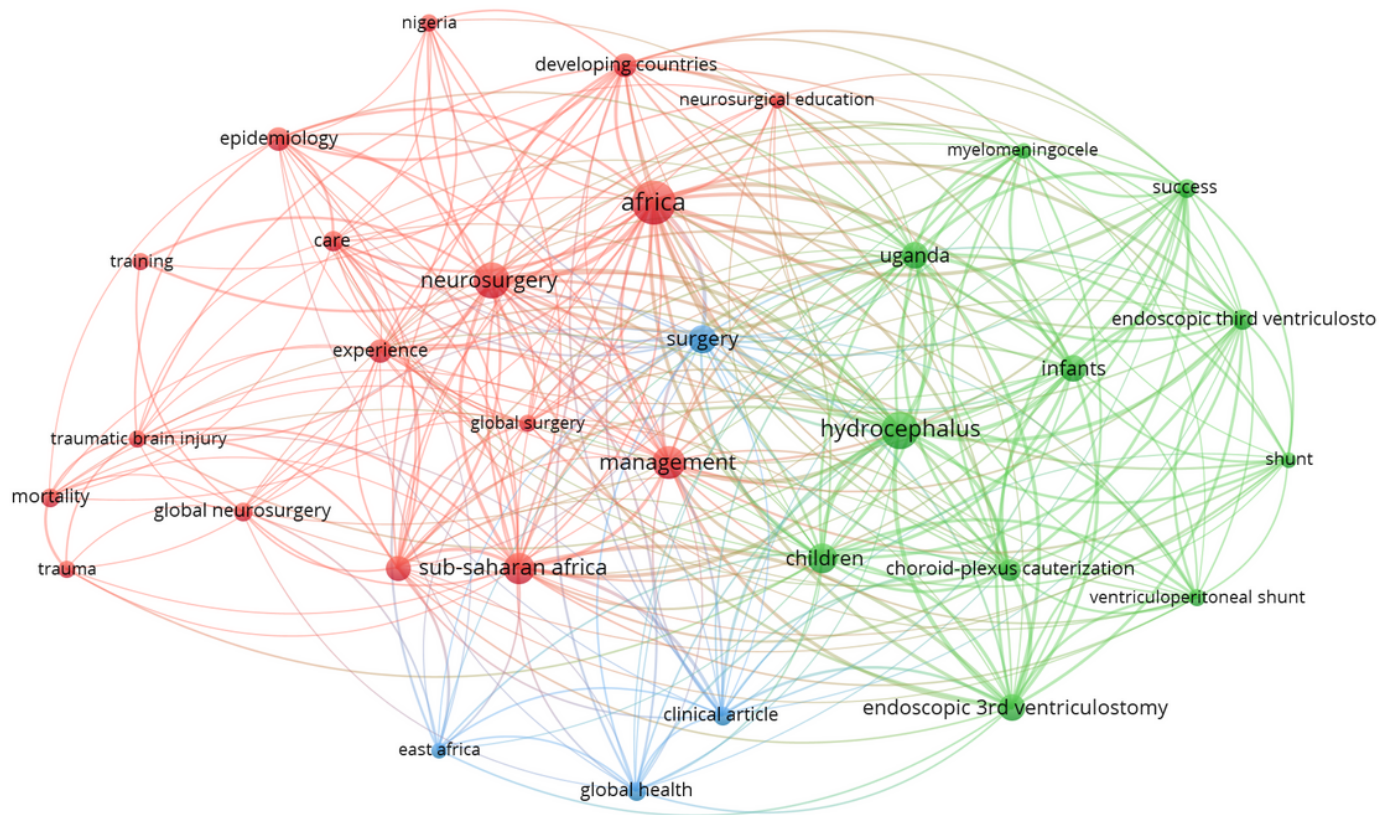 nigeria
developing countries
neurosurgical education
epidemiology
myelomeningocele
success
africa
care
training
uganda
neurosurgery
endoscopic third ventriculosto
surgery
experience
infants
global surgery
hydrocephalus
traumatic brain injury
management
shunt
mortality
global neurosurgery
children
sub-saharan africa
choroid-plexus cauterization
trauma
ventriculoperitoneal shunt
endoscopic 3rd ventriculostomy
clinical article
east africa
global health